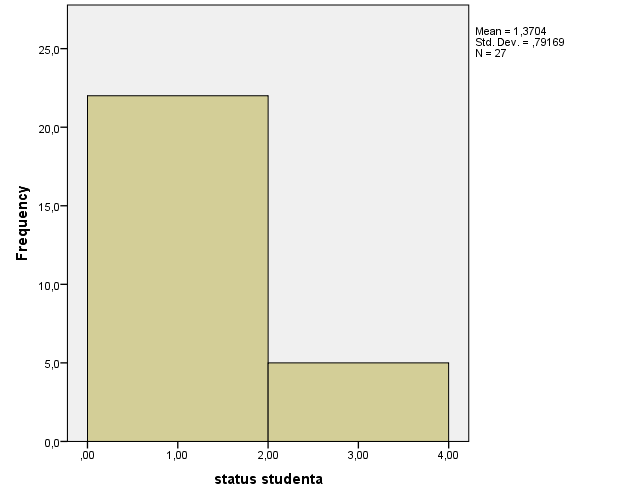 Mean = 1,3704
Std. Dev. = ,79169
N = 27
25,0
20,0
15,0
10,0
5,0
0,0
Frequency
,00 1,00 2,00 3,00 4,00
status studenta